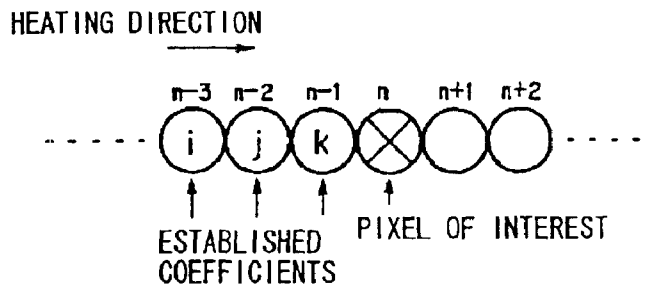 HEATING DIRECTION
n-3 n-2 n-1 n n+1 n+2
i j k
ESTABLISHED COEFFICIENTS
PIXEL OF INTEREST